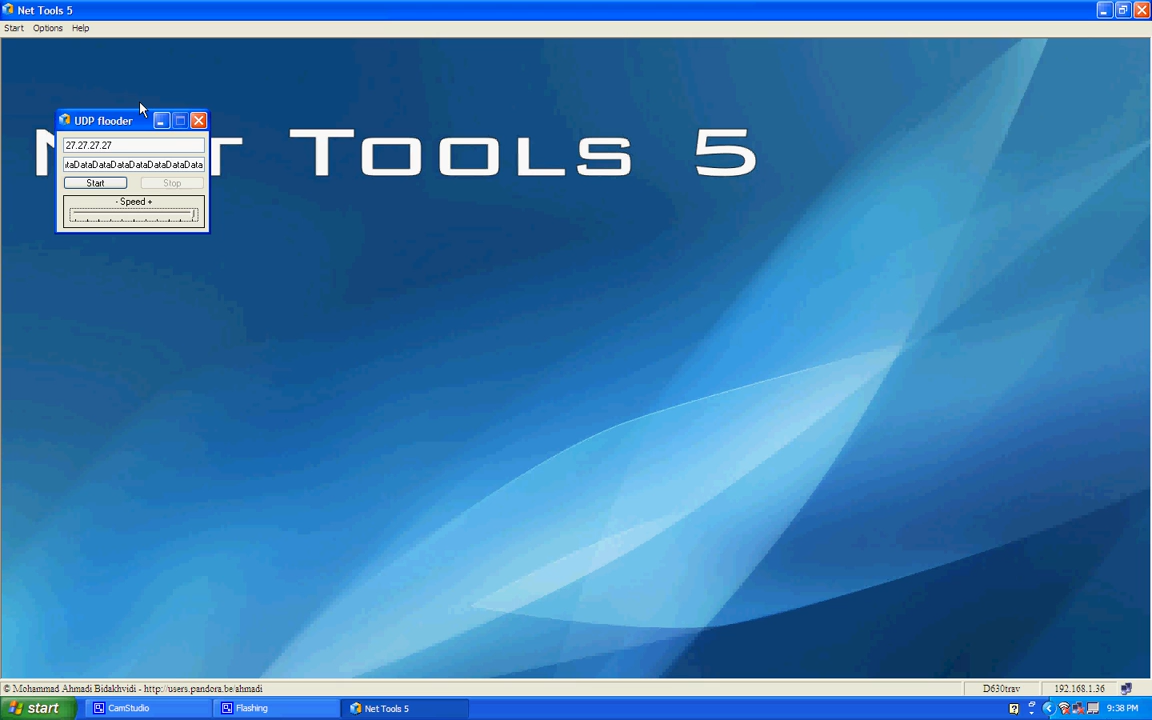 Net Tools 5
Start Options Help
UDP flooder
Net Tools 5
27.27.27.27
taDataDataDataDataDataDataData
Start Stop
- Speed +
© Mohammad Ahmadi Bidakhvidi - http://users.pandora.be/ahmadi D630trav 192.168.1.36
start CamStudio Flashing Net Tools 5 9:38 PM